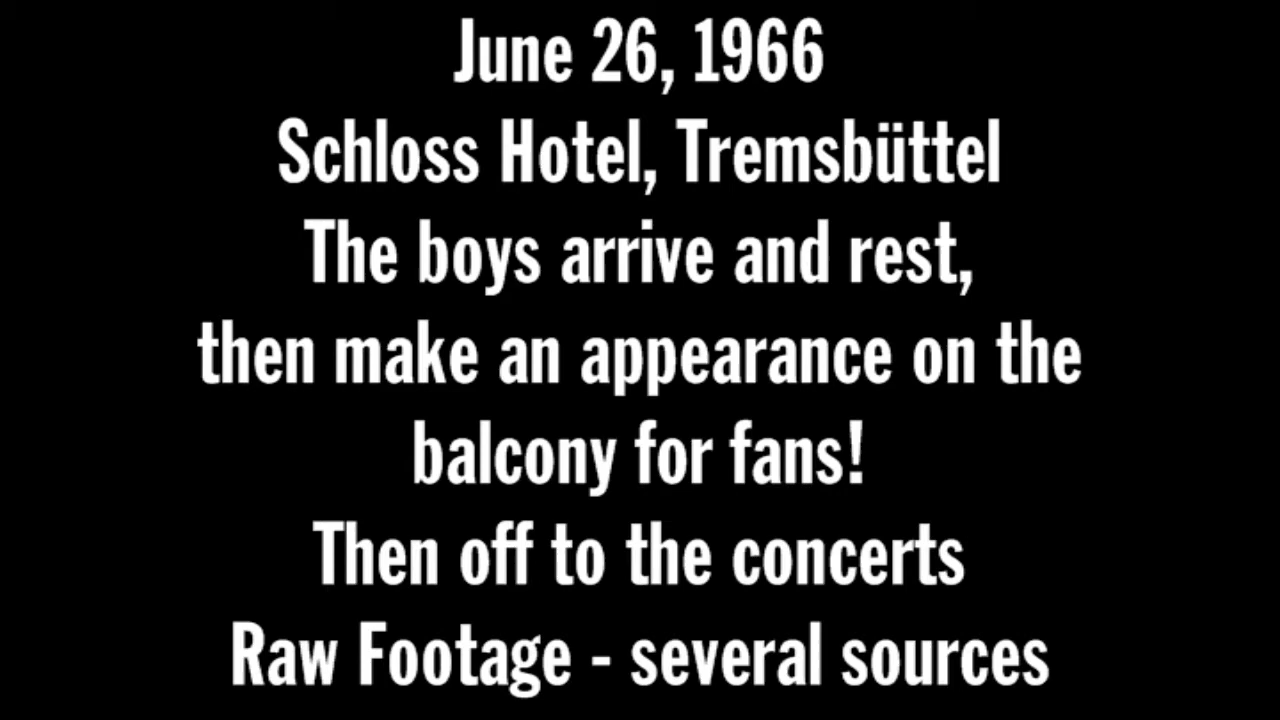 June 26, 1966
Schloss Hotel, Tremsbüttel
The boys arrive and rest,
then make an appearance on the
balcony for fans!
Then off to the concerts
Raw Footage - several sources